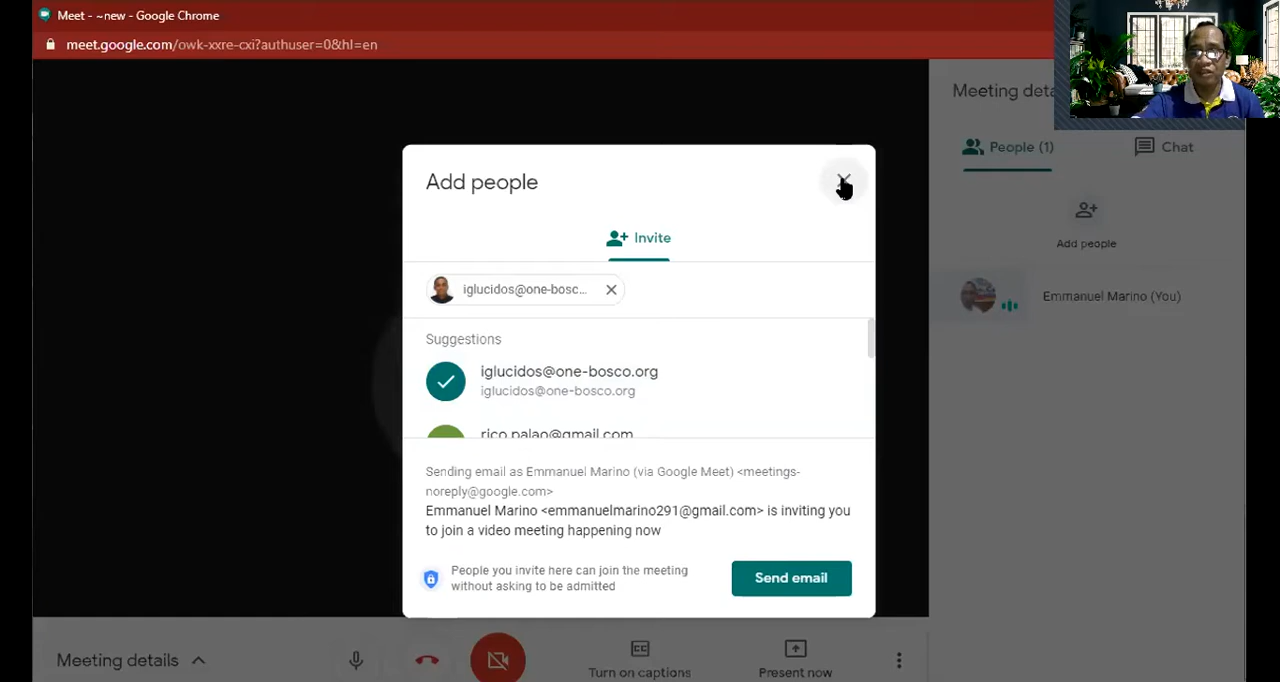 Meet - ~new - Google Chrome
meet.google.com/owk-xxre-cxi?authuser=0&hl=en
Meeting deta
People (1)
Chat
Add people
Emmanuel Marino (You)
Add people
Invite
iglucidos@one-bosc...
Suggestions
iglucidos@one-bosco.org
iglucidos@one-bosco.org
rico.palao@gmail.com
Sending email as Emmanuel Marino (via Google Meet) <meetings-
noreply@google.com>
Emmanuel Marino <emmanuelmarino291@gmail.com> is inviting you
to join a video meeting happening now
People you invite here can join the meeting
without asking to be admitted
Send email
Meeting details
CC
Turn on captions
Present now